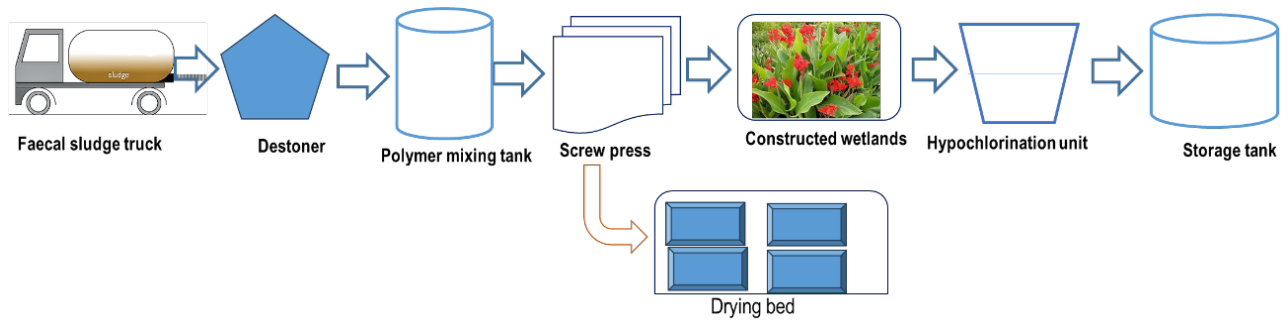 sludge
Faecal sludge truck
Destoner
Polymer mixing tank
Screw press
Constructed wetlands
Hypochlorination unit
Storage tank
Drying bed